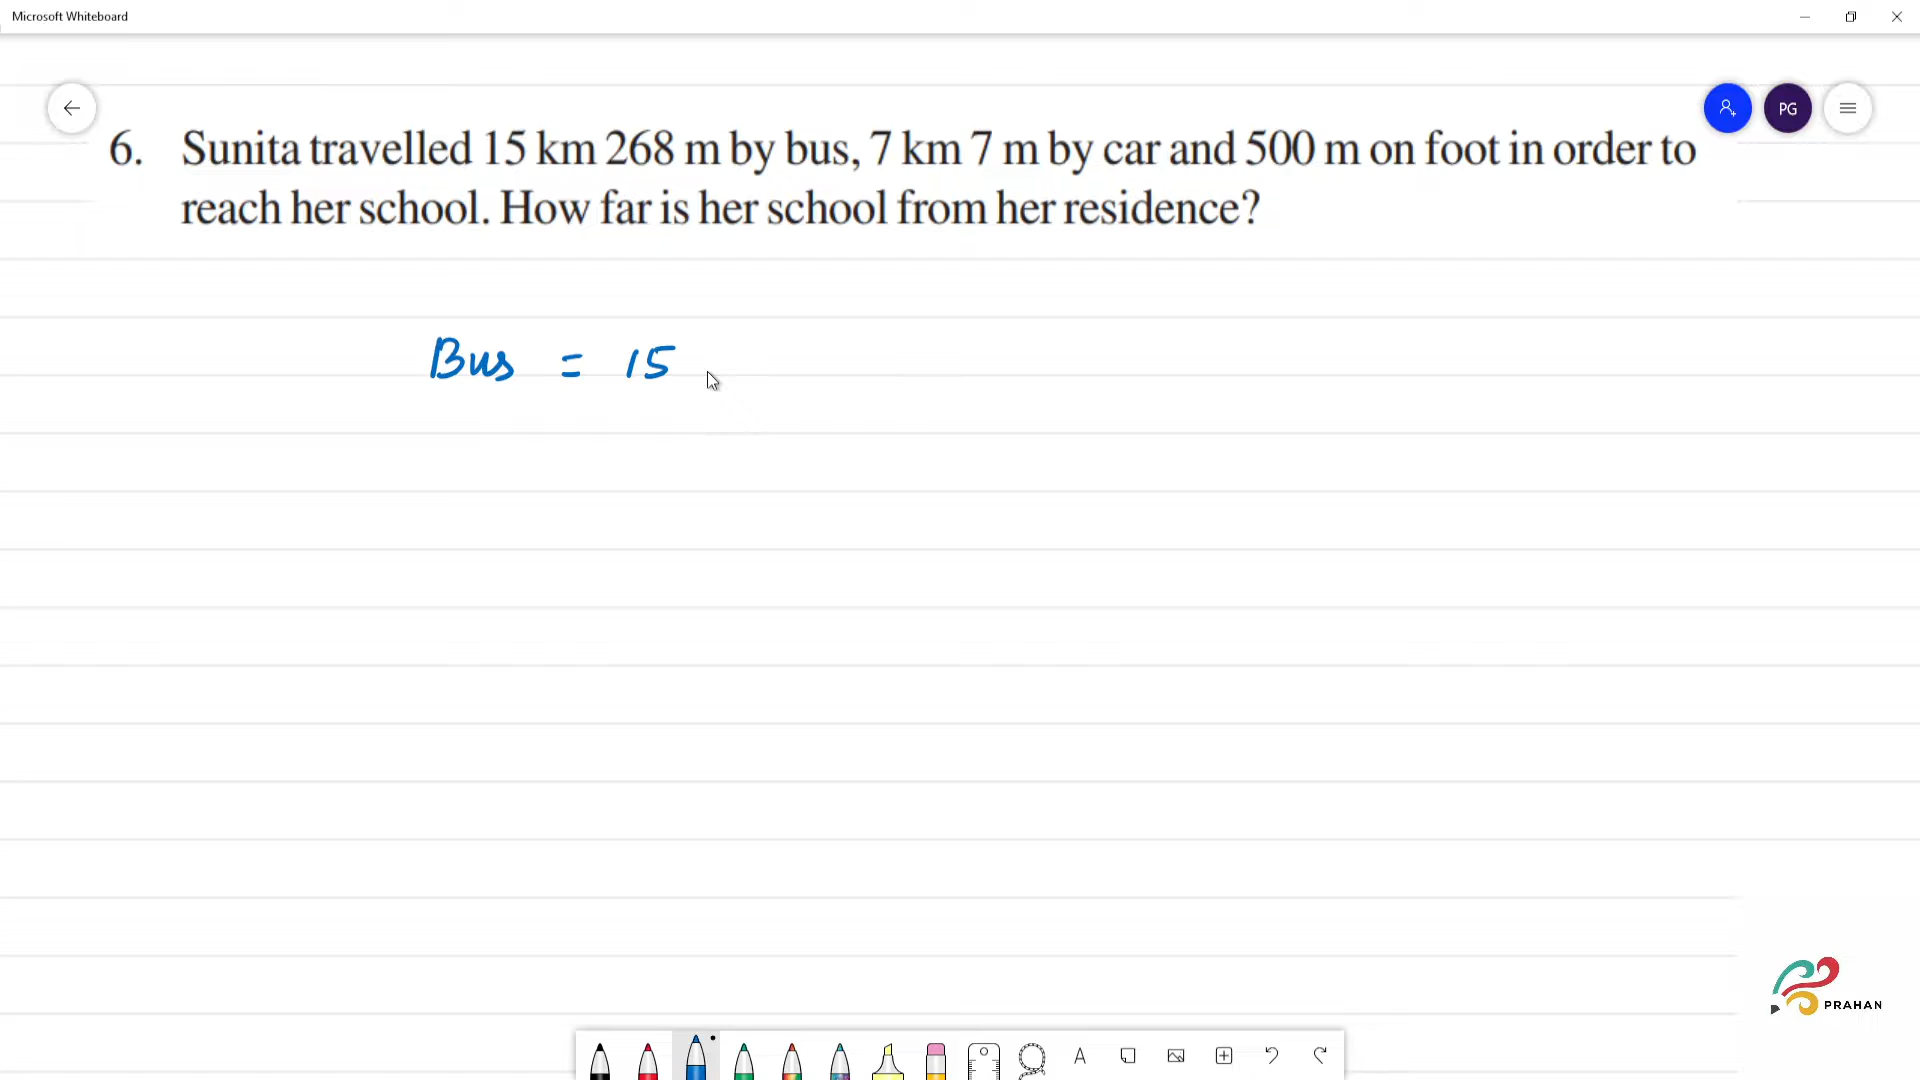 Microsoft Whiteboard
PG
6. Sunita travelled 15 km 268 m by bus, 7 km 7 m by car and 500 m on foot in order to
reach her school. How far is her school from her residence?
Bus = 15
PRAHAN
A